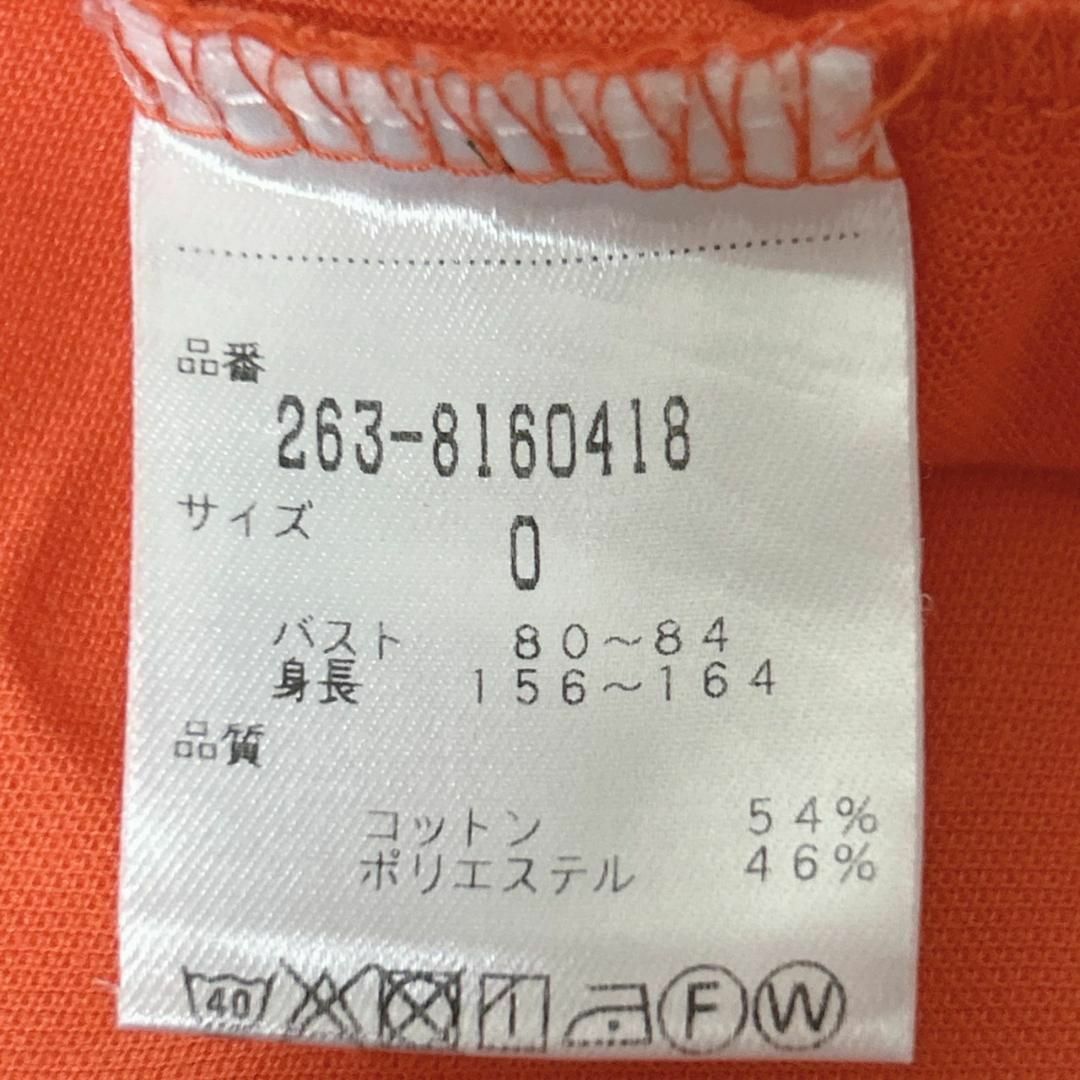 品番
263-8160418
サイズ
0
バスト 80～84
身長 156～164
品質
コットン 54%
ポリエステル 46%
40 F W